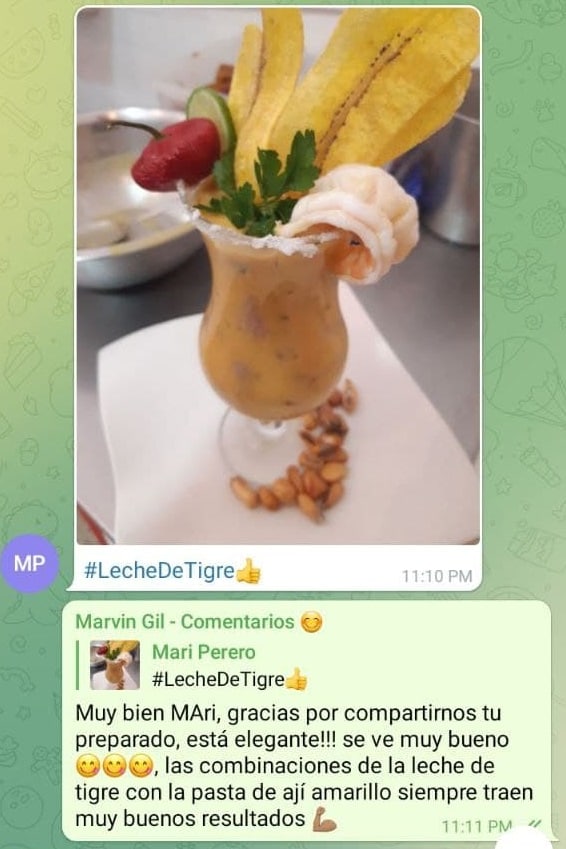 #LecheDeTigre👍
11:10 PM
MP
Marvin Gil - Comentarios 😊
Mari Perero
#LecheDeTigre👍
Muy bien MAri, gracias por compartirnos tu
preparado, está elegante!!! se ve muy bueno
😋😋😋, las combinaciones de la leche de
tigre con la pasta de ají amarillo siempre traen
muy buenos resultados 💪🏽
11:11 PM